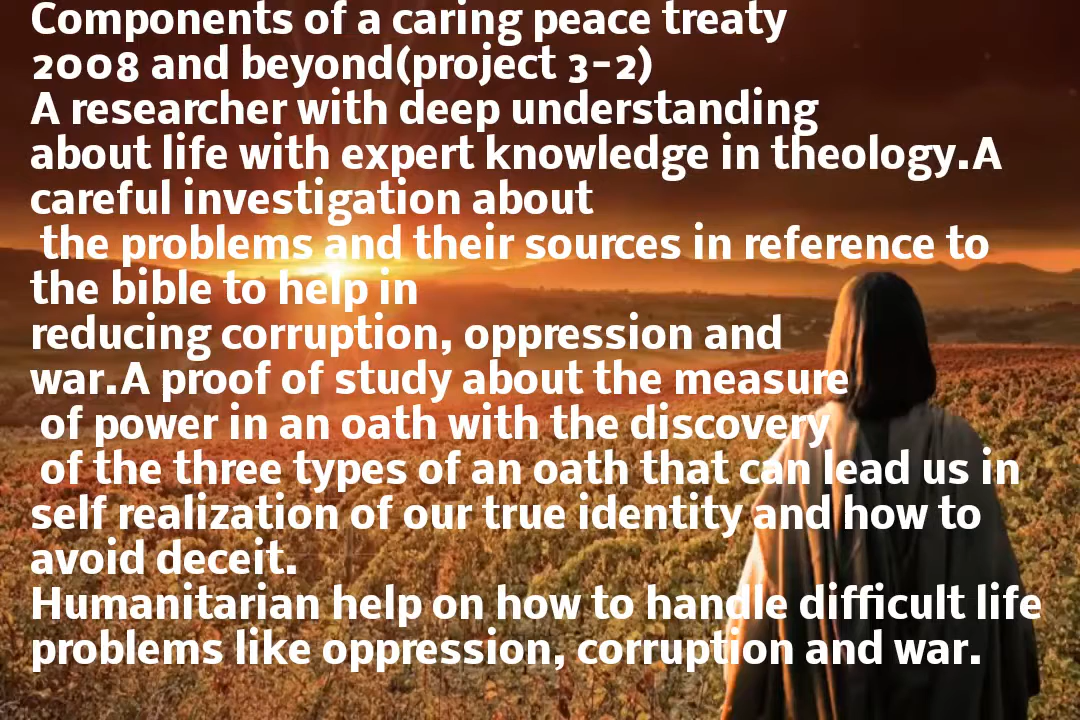 Components of a caring peace treaty
2008 and beyond(project 3-2)
A researcher with deep understanding
about life with expert knowledge in theology.A
careful investigation about
the problems and their sources in reference to
the bible to help in
reducing corruption, oppression and
war.A proof of study about the measure
of power in an oath with the discovery
of the three types of an oath that can lead us in
self realization of our true identity and how to
avoid deceit.
Humanitarian help on how to handle difficult life
problems like oppression, corruption and war.